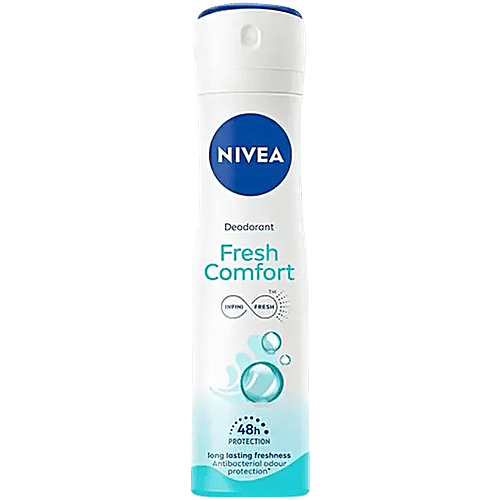 NIVEA
Deodorant
Fresh
Comfort
INFINI FRESH TM
48h
PROTECTION
long lasting freshness
Antibacterial odour
protection*